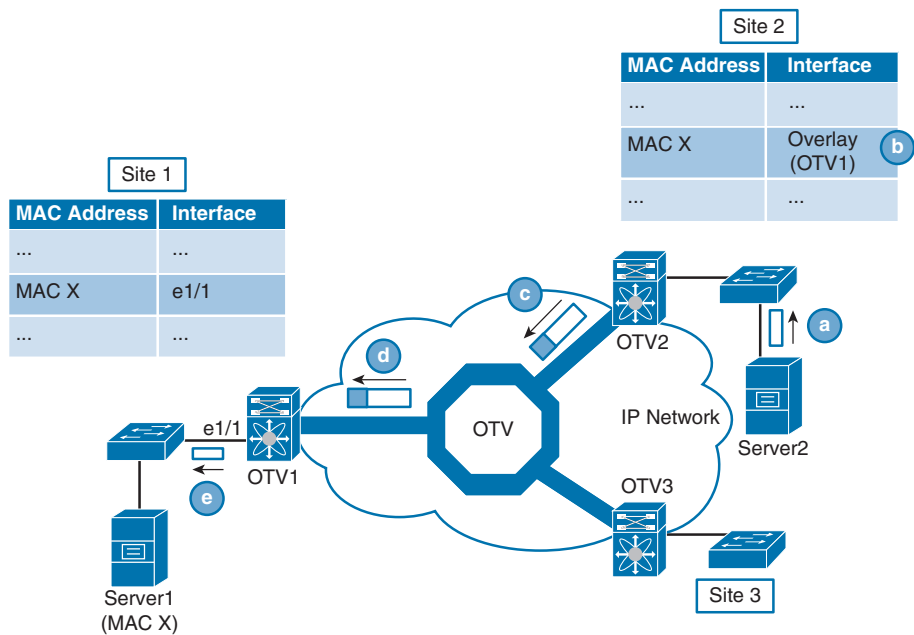 Site 2
MAC Address Interface
... ...
MAC X Overlay
(OTV1)
b
... ...
Site 1
MAC Address Interface
... ...
MAC X e1/1
... ...
c
a
OTV2
d
IP Network
OTV
e1/1
Server2
OTV1
OTV3
e
Server1
(MAC X)
Site 3